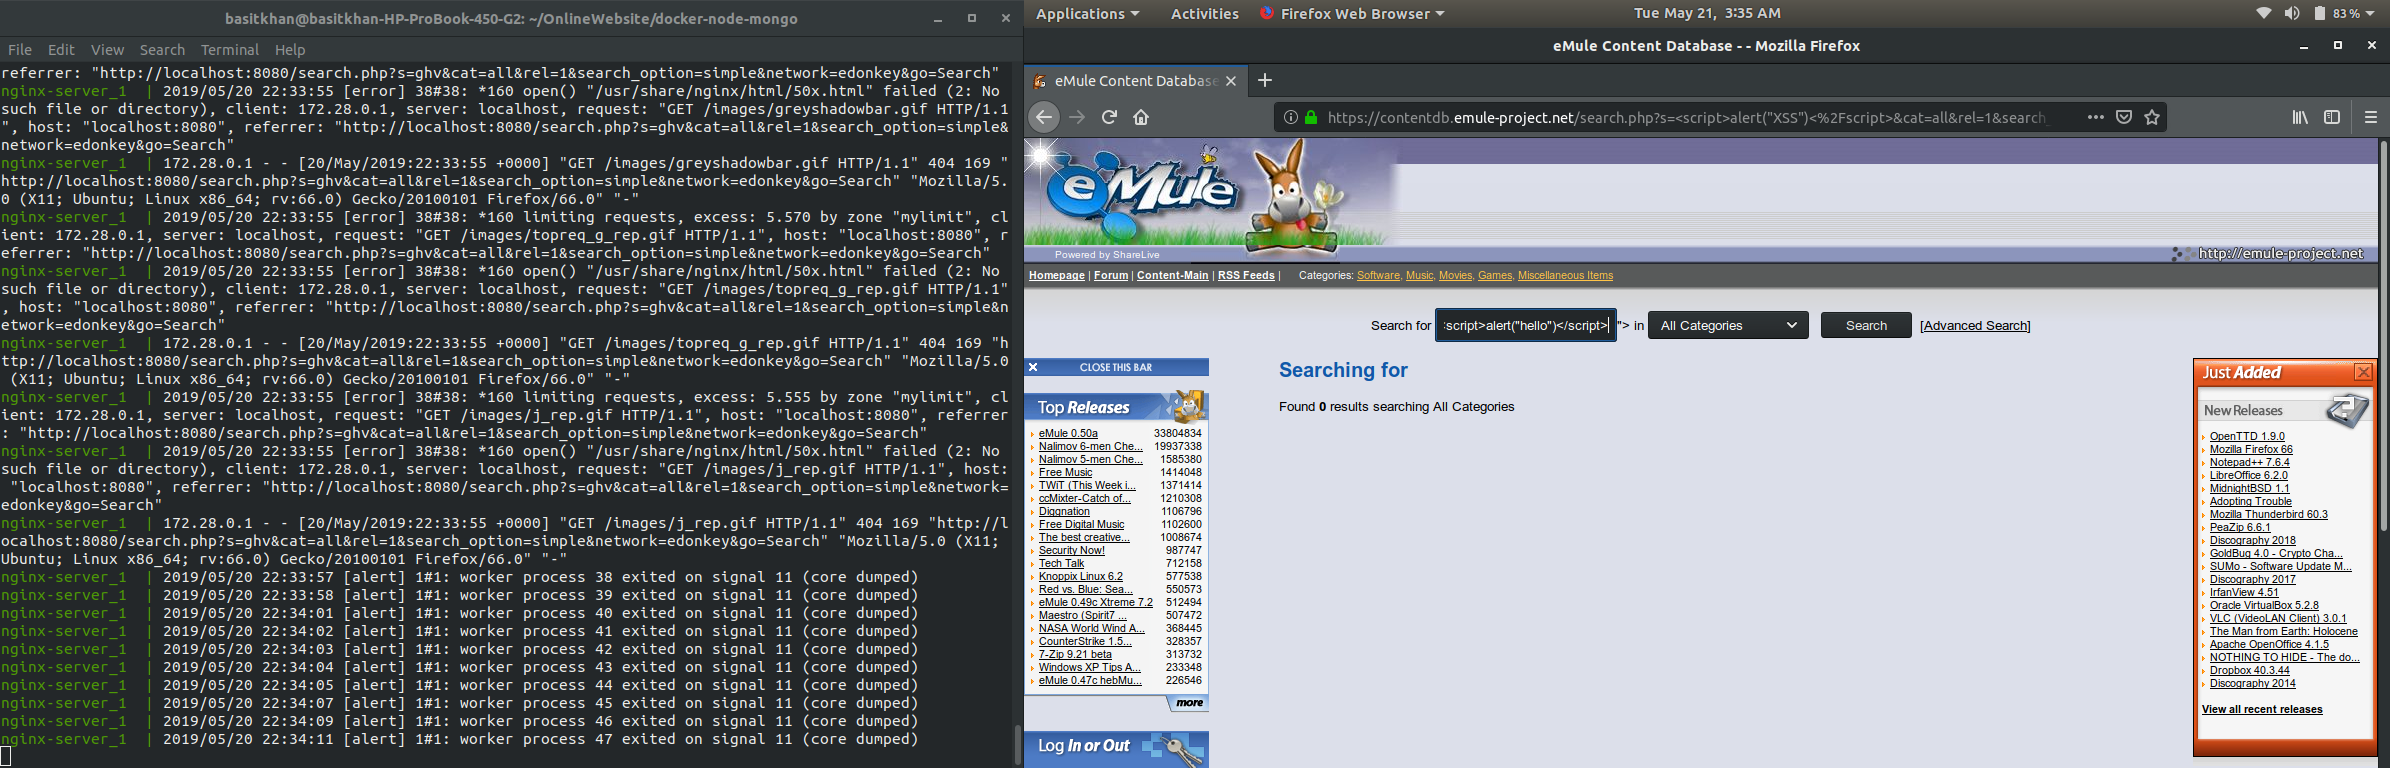 basitkhan@basitkhan-HP-ProBook-450-G2: ~/OnlineWebsite/docker-node-mongo
File Edit View Search Terminal Help
referrer: "http://localhost:8080/search.php?s=ghv&cat=all&rel=1&search_option=simple&network=edonkey&go=Search"
nginx-server_1 | 2019/05/20 22:33:55 [error] 38#38: *160 open() "/usr/share/nginx/html/50x.html" failed (2: No
such file or directory), client: 172.28.0.1, server: localhost, request: "GET /images/greyshadowbar.gif HTTP/1.1
", host: "localhost:8080", referrer: "http://localhost:8080/search.php?s=ghv&cat=all&rel=1&search_option=simple&
network=edonkey&go=Search"
nginx-server_1 | 172.28.0.1 - - [20/May/2019:22:33:55 +0000] "GET /images/greyshadowbar.gif HTTP/1.1" 404 169 "
http://localhost:8080/search.php?s=ghv&cat=all&rel=1&search_option=simple&network=edonkey&go=Search" "Mozilla/5.
0 (X11; Ubuntu; Linux x86_64; rv:66.0) Gecko/20100101 Firefox/66.0" "-"
nginx-server_1 | 2019/05/20 22:33:55 [error] 38#38: *160 limiting requests, excess: 5.570 by zone "mylimit", cl
ient: 172.28.0.1, server: localhost, request: "GET /images/topreq_g_rep.gif HTTP/1.1", host: "localhost:8080", r
eferrer: "http://localhost:8080/search.php?s=ghv&cat=all&rel=1&search_option=simple&network=edonkey&go=Search"
nginx-server_1 | 2019/05/20 22:33:55 [error] 38#38: *160 open() "/usr/share/nginx/html/50x.html" failed (2: No
such file or directory), client: 172.28.0.1, server: localhost, request: "GET /images/topreq_g_rep.gif HTTP/1.1"
, host: "localhost:8080", referrer: "http://localhost:8080/search.php?s=ghv&cat=all&rel=1&search_option=simple&n
etwork=edonkey&go=Search"
nginx-server_1 | 172.28.0.1 - - [20/May/2019:22:33:55 +0000] "GET /images/topreq_g_rep.gif HTTP/1.1" 404 169 "h
ttp://localhost:8080/search.php?s=ghv&cat=all&rel=1&search_option=simple&network=edonkey&go=Search" "Mozilla/5.0
(X11; Ubuntu; Linux x86_64; rv:66.0) Gecko/20100101 Firefox/66.0" "-"
nginx-server_1 | 2019/05/20 22:33:55 [error] 38#38: *160 limiting requests, excess: 5.555 by zone "mylimit", cl
ient: 172.28.0.1, server: localhost, request: "GET /images/j_rep.gif HTTP/1.1", host: "localhost:8080", referrer
: "http://localhost:8080/search.php?s=ghv&cat=all&rel=1&search_option=simple&network=edonkey&go=Search"
nginx-server_1 | 2019/05/20 22:33:55 [error] 38#38: *160 open() "/usr/share/nginx/html/50x.html" failed (2: No
such file or directory), client: 172.28.0.1, server: localhost, request: "GET /images/j_rep.gif HTTP/1.1", host:
"localhost:8080", referrer: "http://localhost:8080/search.php?s=ghv&cat=all&rel=1&search_option=simple&network=
edonkey&go=Search"
nginx-server_1 | 172.28.0.1 - - [20/May/2019:22:33:55 +0000] "GET /images/j_rep.gif HTTP/1.1" 404 169 "http://l
ocalhost:8080/search.php?s=ghv&cat=all&rel=1&search_option=simple&network=edonkey&go=Search" "Mozilla/5.0 (X11;
Ubuntu; Linux x86_64; rv:66.0) Gecko/20100101 Firefox/66.0" "-"
nginx-server_1 | 2019/05/20 22:33:57 [alert] 1#1: worker process 38 exited on signal 11 (core dumped)
nginx-server_1 | 2019/05/20 22:33:58 [alert] 1#1: worker process 39 exited on signal 11 (core dumped)
nginx-server_1 | 2019/05/20 22:34:01 [alert] 1#1: worker process 40 exited on signal 11 (core dumped)
nginx-server_1 | 2019/05/20 22:34:02 [alert] 1#1: worker process 41 exited on signal 11 (core dumped)
nginx-server_1 | 2019/05/20 22:34:03 [alert] 1#1: worker process 42 exited on signal 11 (core dumped)
nginx-server_1 | 2019/05/20 22:34:04 [alert] 1#1: worker process 43 exited on signal 11 (core dumped)
nginx-server_1 | 2019/05/20 22:34:05 [alert] 1#1: worker process 44 exited on signal 11 (core dumped)
nginx-server_1 | 2019/05/20 22:34:07 [alert] 1#1: worker process 45 exited on signal 11 (core dumped)
nginx-server_1 | 2019/05/20 22:34:09 [alert] 1#1: worker process 46 exited on signal 11 (core dumped)
nginx-server_1 | 2019/05/20 22:34:11 [alert] 1#1: worker process 47 exited on signal 11 (core dumped)
Applications Activities Firefox Web Browser Tue May 21, 3:35 AM 83 %
eMule Content Database - - Mozilla Firefox
eMule Content Database
https://contentdb.emule-project.net/search.php?s=<script>alert("XSS")<%2Fscript>&cat=all&rel=1&search_
eMule
Powered by ShareLive
http://emule-project.net
Homepage | Forum | Content-Main | RSS Feeds | Categories: Software, Music, Movies, Games, Miscellaneous Items
Search for script>alert("hello")</script> "> in All Categories Search [Advanced Search]
CLOSE THIS BAR
Top Releases
eMule 0.50a 33804834
Nalimov 6-men Che... 19937338
Nalimov 5-men Che... 1585380
Free Music 1414048
TWiT (This Week i... 1371414
ccMixter-Catch of... 1210308
Diggnation 1106796
Free Digital Music 1102600
The best creative... 1008674
Security Now! 987747
Tech Talk 712158
Knoppix Linux 6.2 577538
Red vs. Blue: Sea... 550573
eMule 0.49c Xtreme 7.2 512494
Maestro (Spirit7 ... 507472
NASA World Wind A... 368445
CounterStrike 1.5... 328357
7-Zip 9.21 beta 313732
Windows XP Tips A... 233348
eMule 0.47c hebMu... 226546
more
Log In or Out
Searching for
Found 0 results searching All Categories
Just Added
New Releases
OpenTTD 1.9.0
Mozilla Firefox 66
Notepad++ 7.6.4
LibreOffice 6.2.0
MidnightBSD 1.1
Adopting Trouble
Mozilla Thunderbird 60.3
PeaZip 6.6.1
Discography 2018
GoldBug 4.0 - Crypto Cha...
SUMo - Software Update M...
Discography 2017
IrfanView 4.51
Oracle VirtualBox 5.2.8
VLC (VideoLAN Client) 3.0.1
The Man from Earth: Holocene
Apache OpenOffice 4.1.5
NOTHING TO HIDE - The do...
Dropbox 40.3.44
Discography 2014
View all recent releases